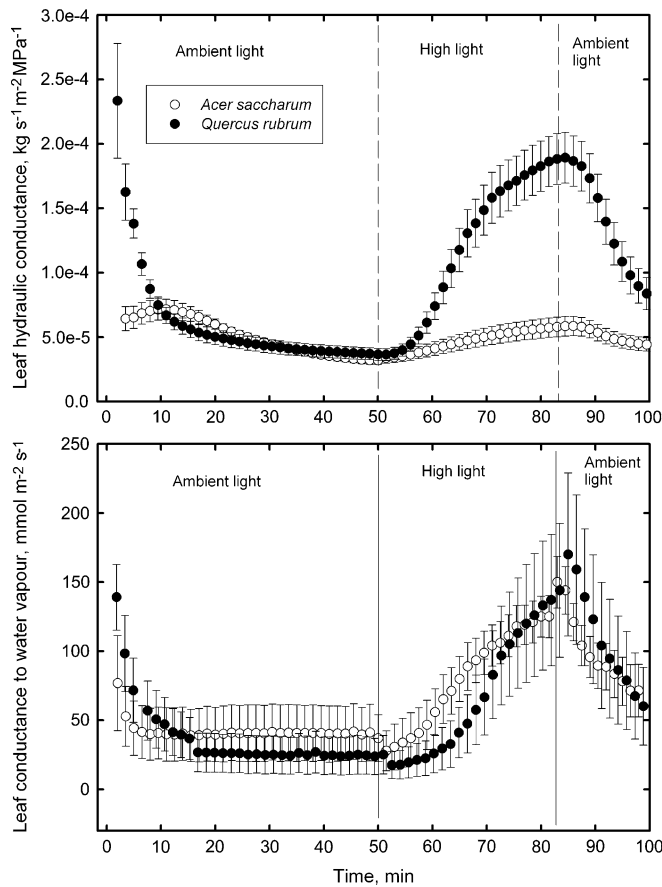 Leaf hydraulic conductance, kg s-1 m-2 MPa-1
3.0e-4
2.5e-4
2.0e-4
1.5e-4
1.0e-4
5.0e-5
0.0
Ambient light
High light
Ambient
light
Acer saccharum
Quercus rubrum
0 10 20 30 40 50 60 70 80 90 100
Leaf conductance to water vapour, mmol m-2 s-1
250
200
150
100
50
0
Ambient light
High light
Ambient
light
0 10 20 30 40 50 60 70 80 90 100
Time, min